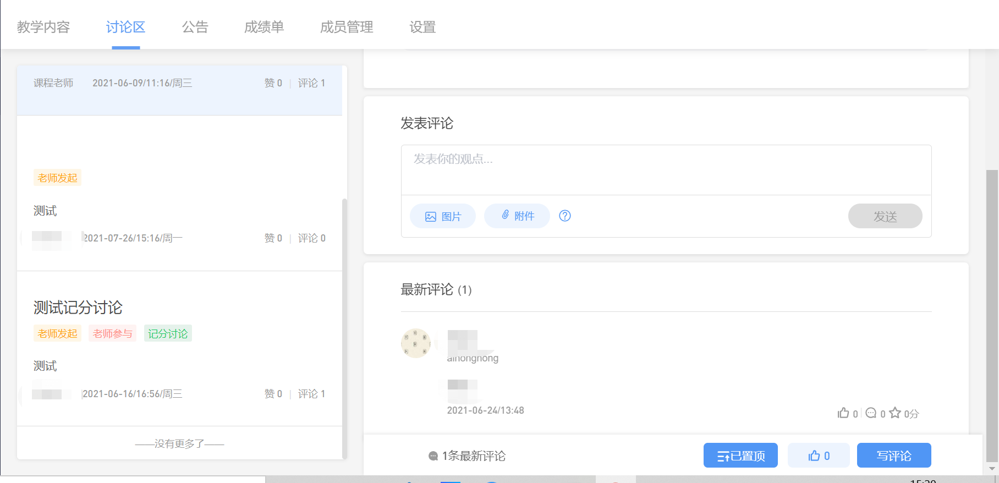 教学内容 讨论区 公告 成绩单 成员管理 设置
课程老师 2021-06-09/11:16/周三 赞 0 | 评论 1
老师发起
测试
2021-07-26/15:16/周一 赞 0 | 评论 0
测试记分讨论
老师发起 老师参与 记分讨论
测试
2021-06-16/16:56/周三 赞 0 | 评论 1
——没有更多了——
发表评论
发表你的观点...
图片 附件 发送
最新评论 (1)
aihonghong
2021-06-24/13:48
0 0 0分
1条最新评论 已置顶 0 写评论